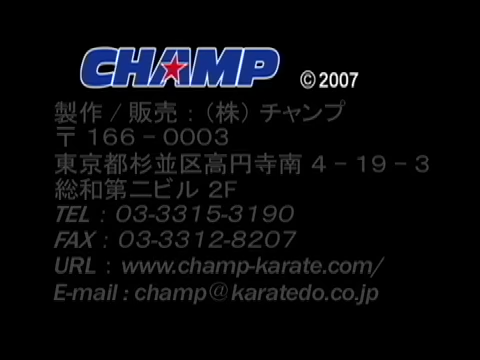 CHAMP ©2007
製作 / 販売 : (株) チャンプ
〒166-0003
東京都杉並区高円寺南 4-19-3
総和第二ビル 2F
TEL : 03-3315-3190
FAX : 03-3312-8207
URL : www.champ-karate.com/
E-mail : champ@karatedo.co.jp